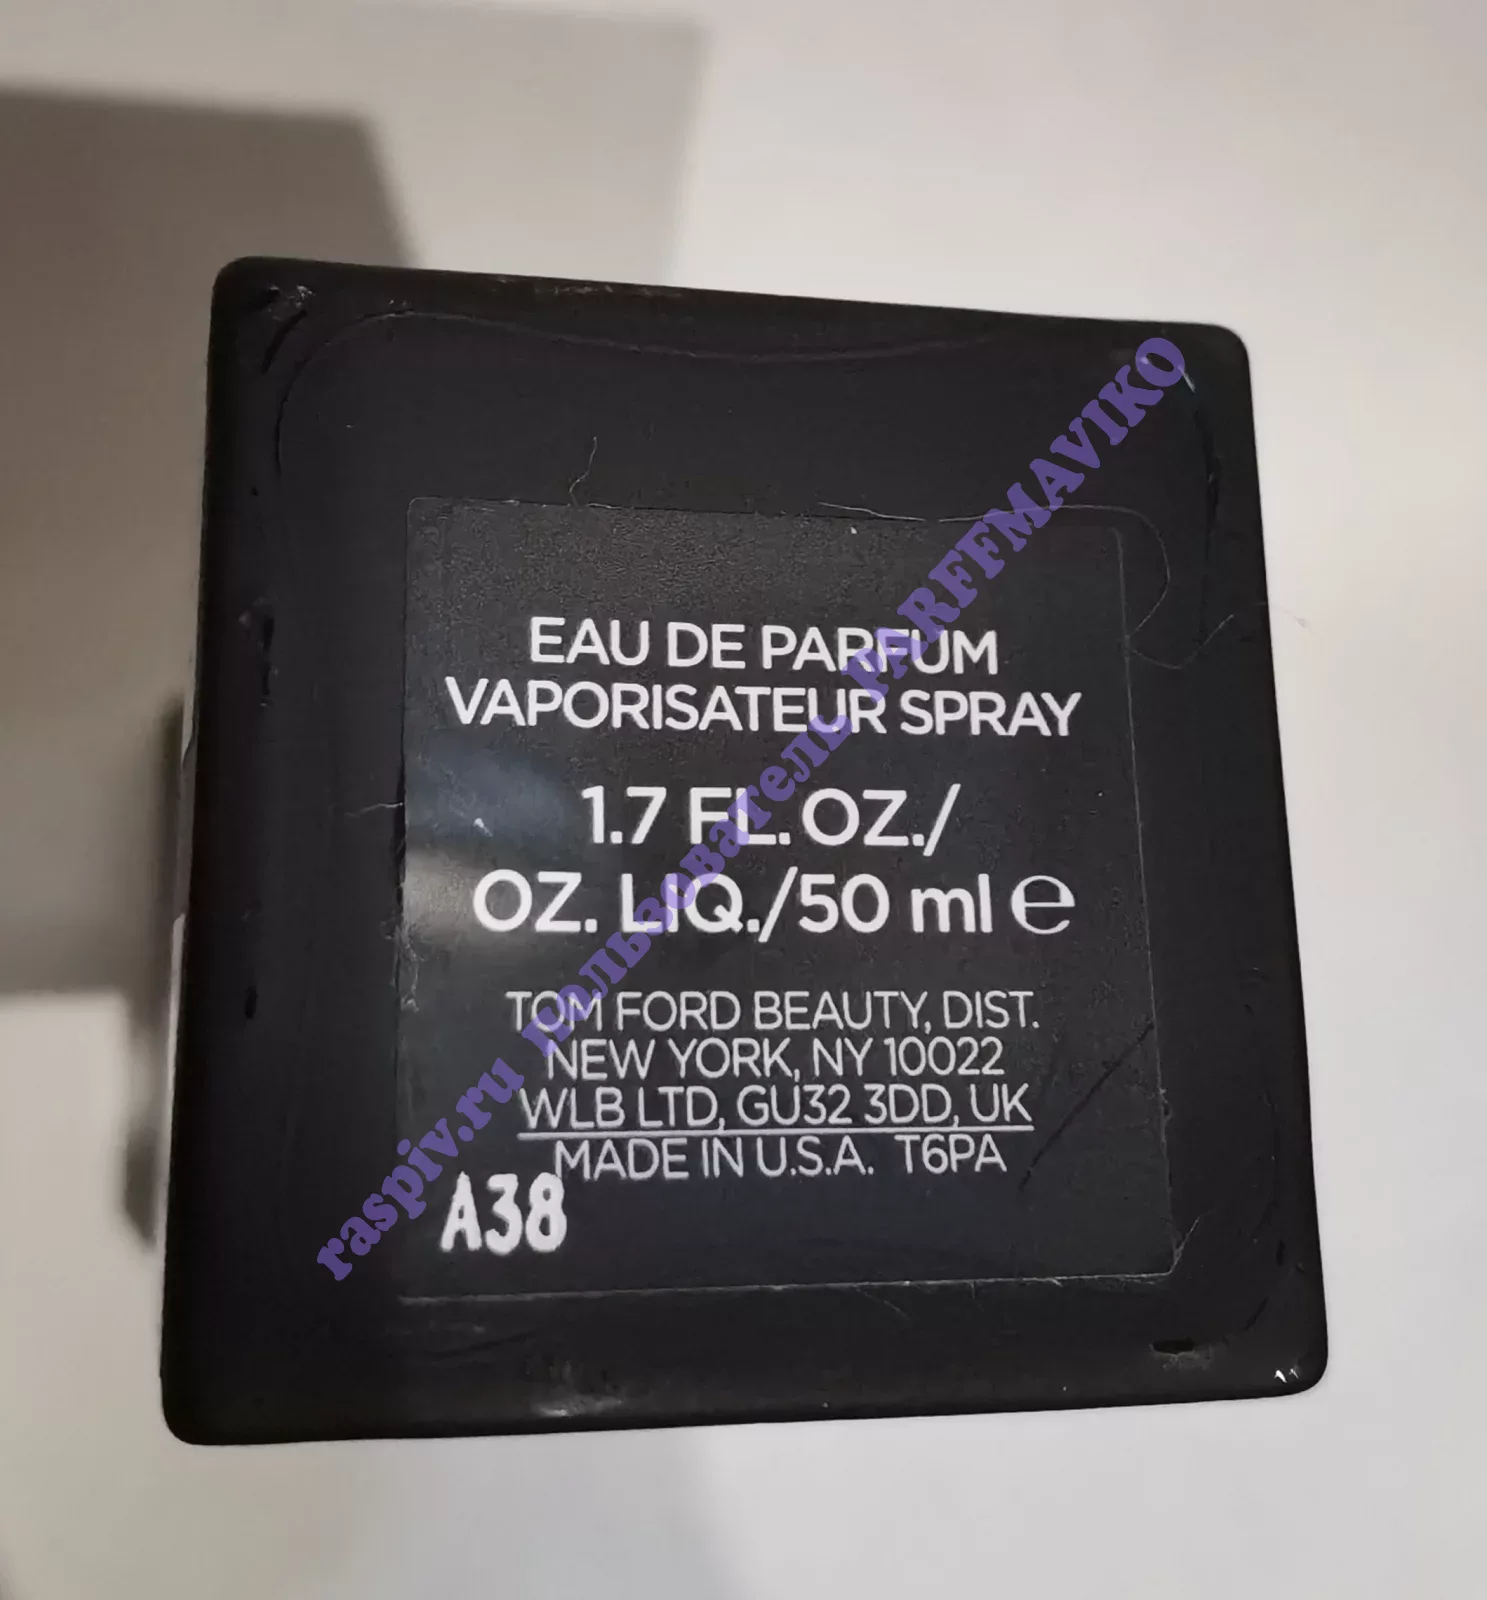 EAU DE PARFUM
VAPORISATEUR SPRAY
1.7 FL. OZ./
OZ. LIQ./50 ml e
TOM FORD BEAUTY, DIST.
NEW YORK, NY 10022
WLB LTD, GU32 3DD, UK
MADE IN U.S.A. T6PA
A38
raspiv.ru Пользователь PARFFMAVIKO